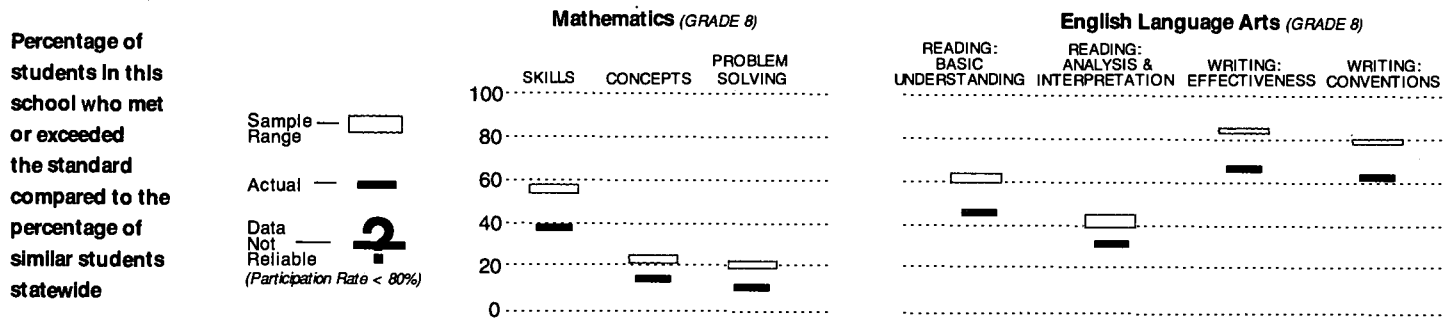 Percentage of
students in this
school who met
or exceeded
the standard
compared to the
percentage of
similar students
statewide
Sample
Range
Actual
Data
Not
Reliable
?
(Participation Rate < 80%)
Mathematics (GRADE 8)
SKILLS
CONCEPTS
PROBLEM
SOLVING
100
80
60
40
20
0
English Language Arts (GRADE 8)
READING:
BASIC
UNDERSTANDING
READING:
ANALYSIS &
INTERPRETATION
WRITING:
EFFECTIVENESS
WRITING:
CONVENTIONS